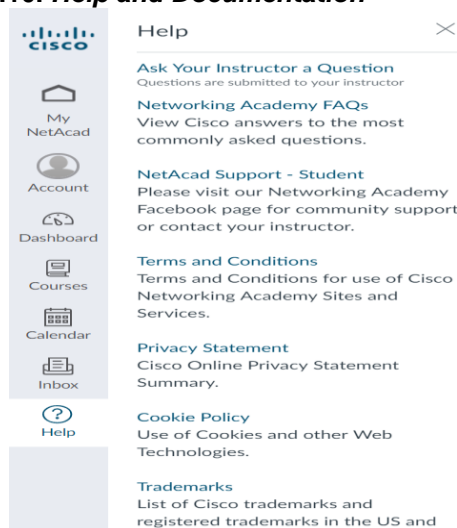 Help and Documentation
CISCO
My
NetAcad
Account
Dashboard
Courses
Calendar
Inbox
Help
Help
Ask Your Instructor a Question
Questions are submitted to your instructor
Networking Academy FAQs
View Cisco answers to the most
commonly asked questions.
NetAcad Support - Student
Please visit our Networking Academy
Facebook page for community support
or contact your instructor.
Terms and Conditions
Terms and Conditions for use of Cisco
Networking Academy Sites and
Services.
Privacy Statement
Cisco Online Privacy Statement
Summary.
Cookie Policy
Use of Cookies and other Web
Technologies.
Trademarks
List of Cisco trademarks and
registered trademarks in the US and